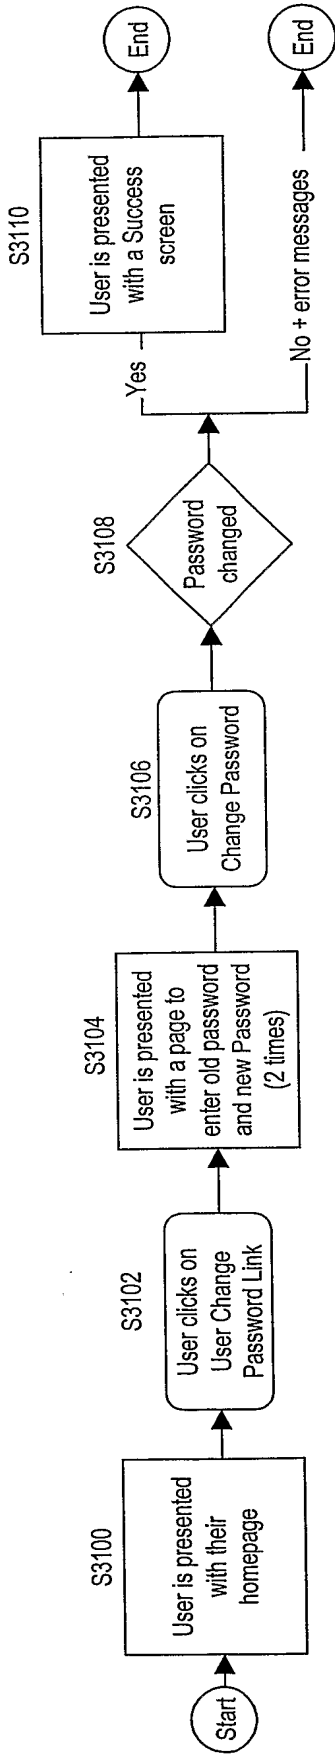 Start
S3100
User is presented
with their
homepage
S3102
User clicks on
User Change
Password Link
S3104
User is presented
with a page to
enter old password
and new Password
(2 times)
S3106
User clicks on
Change Password
S3108
Password
changed
Yes
S3110
User is presented
with a Success
screen
End
No + error messages
End